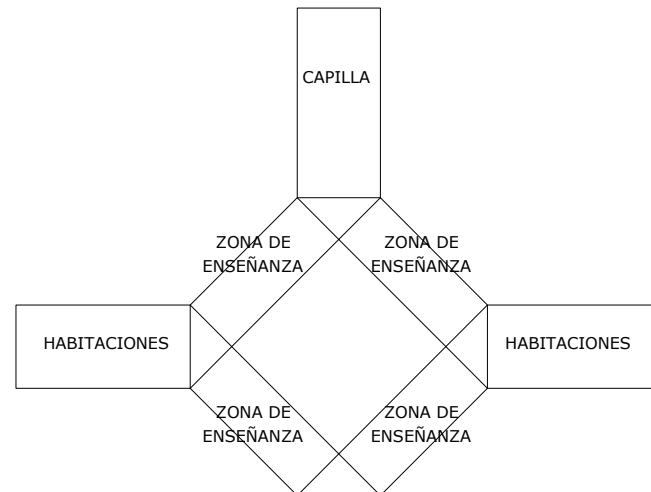 CAPILLA
ZONA DE
ENSEÑANZA
ZONA DE
ENSEÑANZA
HABITACIONES
HABITACIONES
ZONA DE
ENSEÑANZA
ZONA DE
ENSEÑANZA